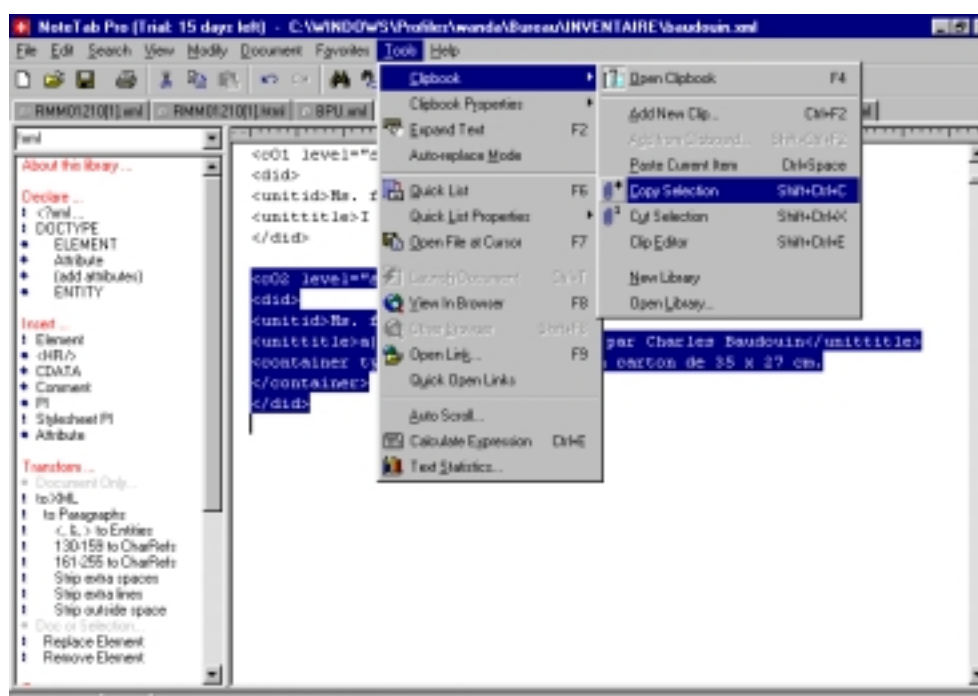 NoteTab Pro (Trial: 15 days left) - C:\WINDOWS\Profiles\wanda\Bureau\INVENTAIRE\baudouin.xml
File Edit Search View Modify Document Favorites Tools Help
RMM01210[1].xml RMM01210[1].html BPU.xml
xml
About this library ...
Declare ...
! <?xml ...
! DOCTYPE
ELEMENT
Attribute
(add attributes)
ENTITY
Insert ...
! Element
<HR/>
CDATA
Comment
PI
! Stylesheet PI
Attribute
Transform ...
Document Only...
! to XML
! to Paragraphs
! <, &, > to Entities
! 130-159 to CharRefs
! 161-255 to CharRefs
! Strip extra spaces
! Strip extra lines
! Strip outside space
Doc or Selection...
! Replace Element
! Remove Element
<c01 level="
<did>
<unitid>Ms. f
<unittitle>I
</did>
<c02 level="
<did>
<unitid>Ms. f
<unittitle>a) par Charles Baudouin</unittitle>
<container ty carton de 35 x 27 cm.
</container>
</did>
Clipbook
Clipbook Properties
Expand Text F2
Auto-replace Mode
Quick List F6
Quick List Properties
Open File at Cursor F7
Launch Document
View In Browser F8
Close Browser Shift+F8
Open Link... F9
Quick Open Links
Auto Scroll...
Calculate Expression Ctrl+E
Text Statistics...
Open Clipbook F4
Add New Clip... Ctrl+F2
Add from Clipboard... Shift+Ctrl+F2
Paste Current Item Ctrl+Space
Copy Selection Shift+Ctrl+C
Cut Selection Shift+Ctrl+X
Clip Editor Shift+Ctrl+E
New Library
Open Library...